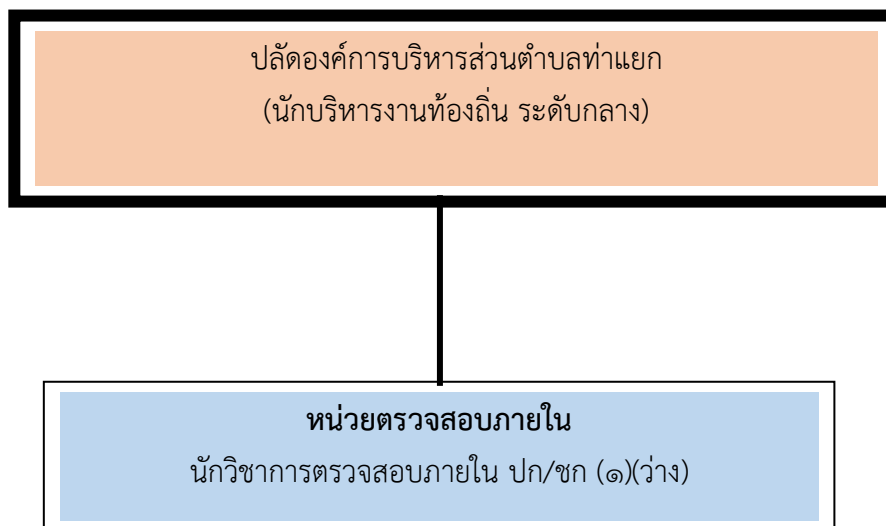 ปลัดองค์การบริหารส่วนตำบลท่าแยก
(นักบริหารงานท้องถิ่น ระดับกลาง)
หน่วยตรวจสอบภายใน
นักวิชาการตรวจสอบภายใน ปก/ชก (๑)(ว่าง)